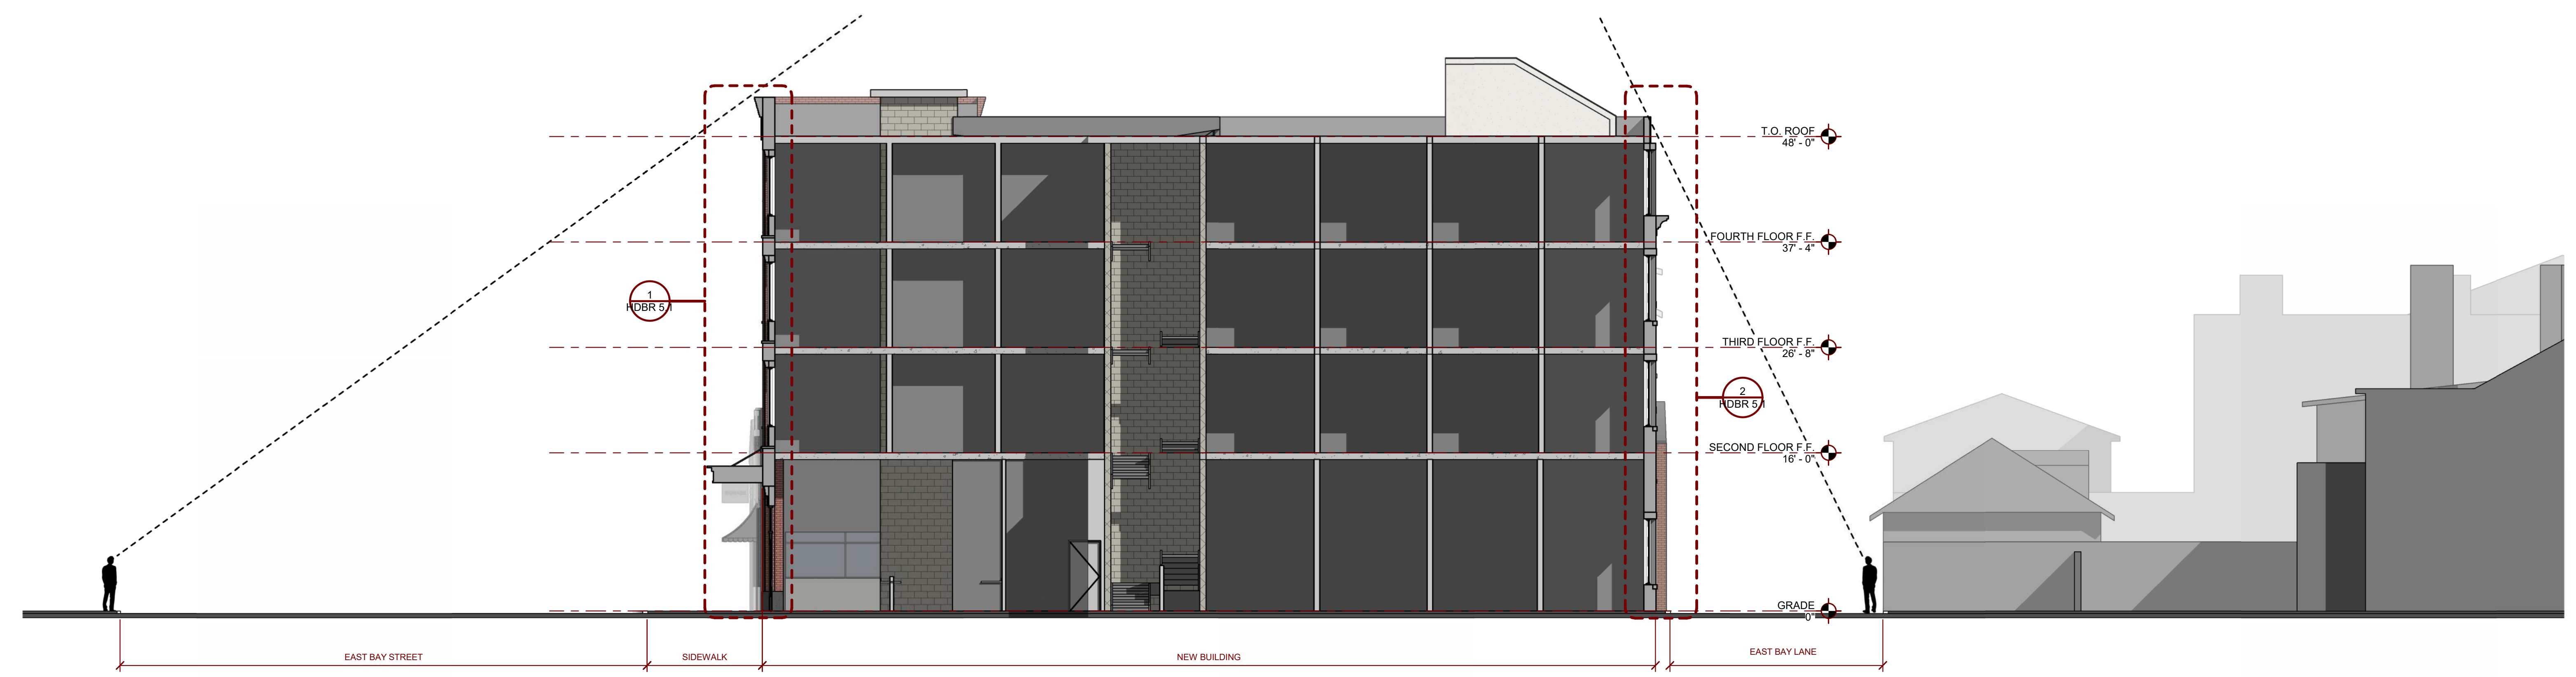 T.O. ROOF
48' - 0"
FOURTH FLOOR F.F.
37' - 4"
1
HDBR 5.1
THIRD FLOOR F.F.
26' - 8"
2
HDBR 5.1
SECOND FLOOR F.F.
16' - 0"
GRADE
0"
EAST BAY STREET
SIDEWALK
NEW BUILDING
EAST BAY LANE